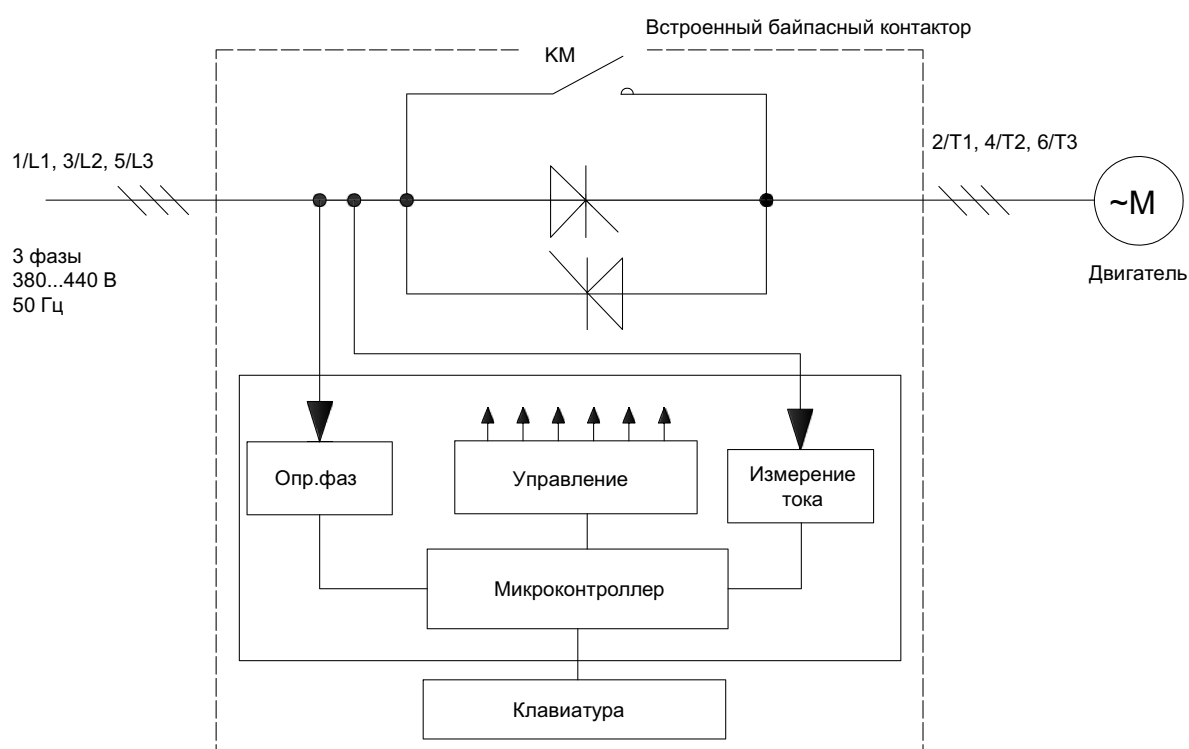 Встроенный байпасный контактор
КМ
1/L1, 3/L2, 5/L3
2/T1, 4/T2, 6/T3
~М
3 фазы
380...440 В
50 Гц
Двигатель
Опр.фаз
Управление
Измерение
тока
Микроконтроллер
Клавиатура